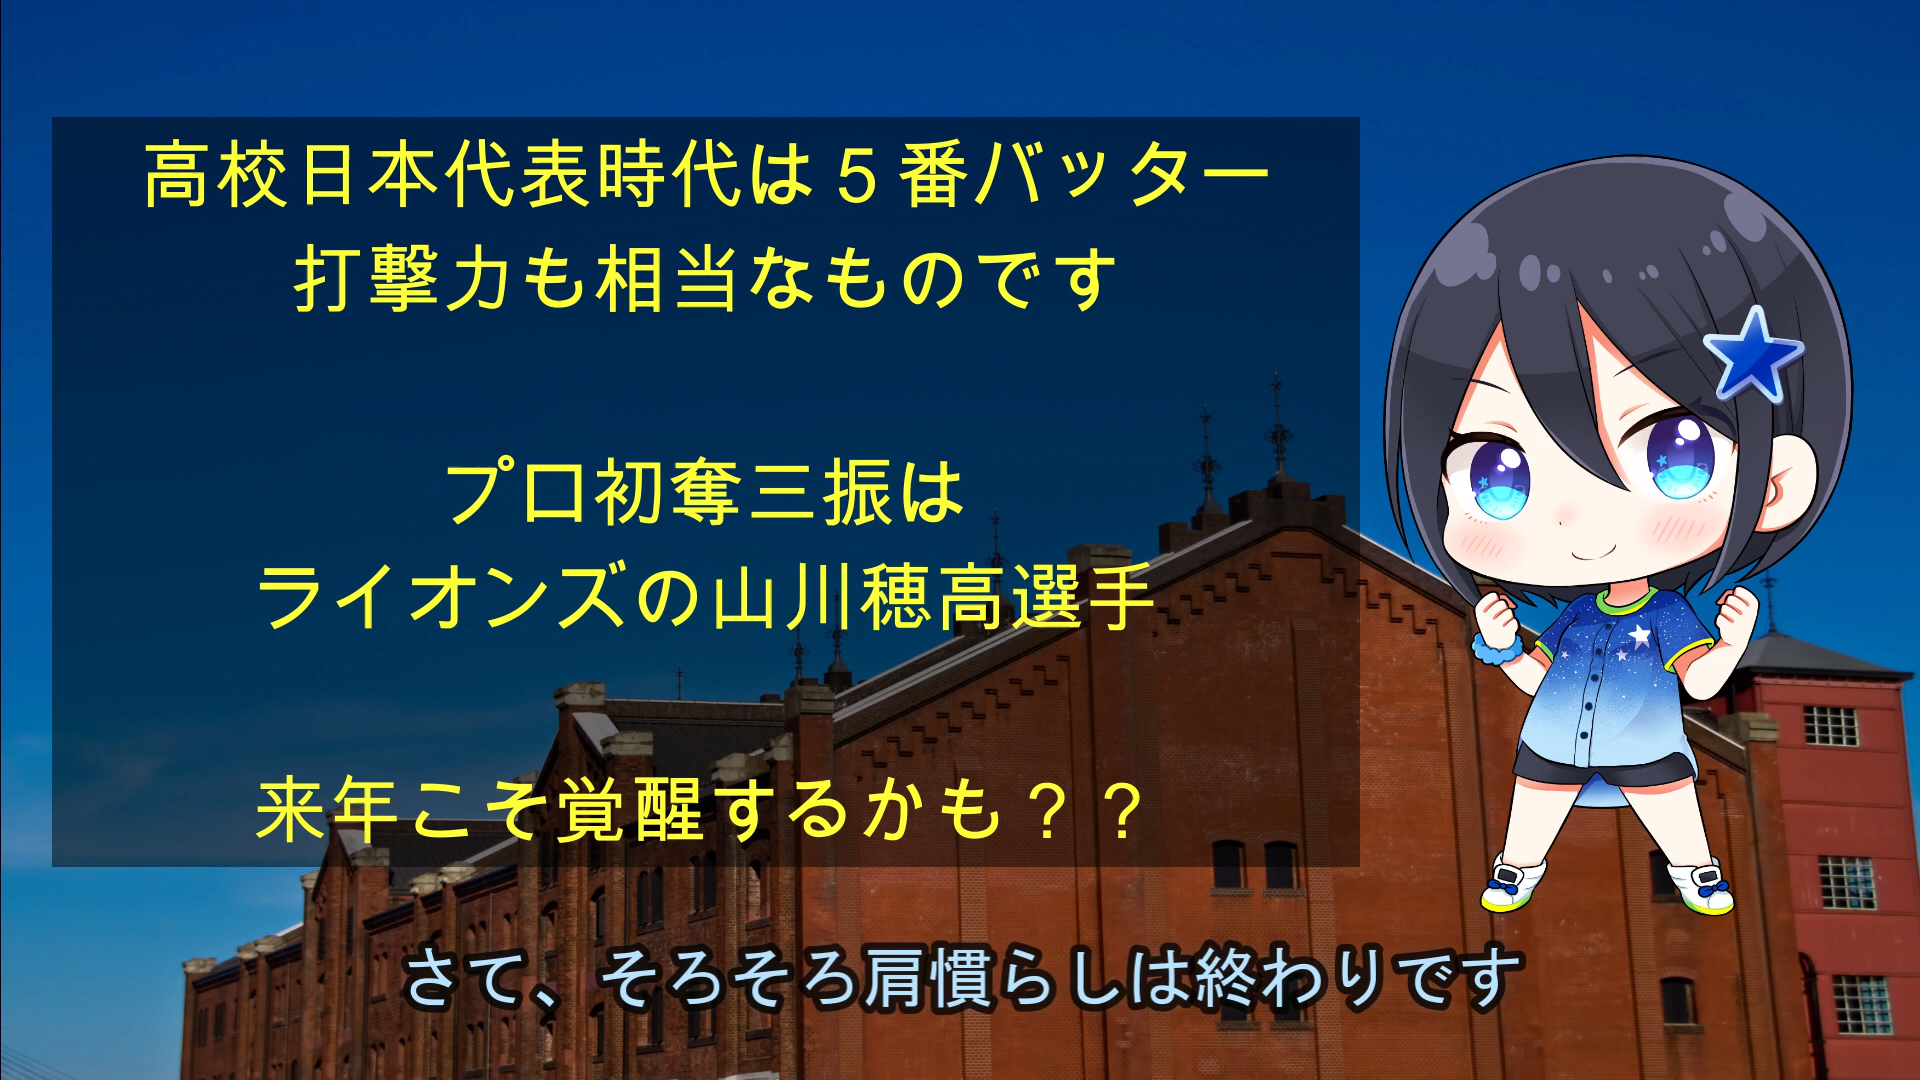 高校日本代表時代は５番バッター
打撃力も相当なものです
プロ初奪三振は
ライオンズの山川穂高選手
来年こそ覚醒するかも？？
さて、そろそろ肩慣らしは終わりです